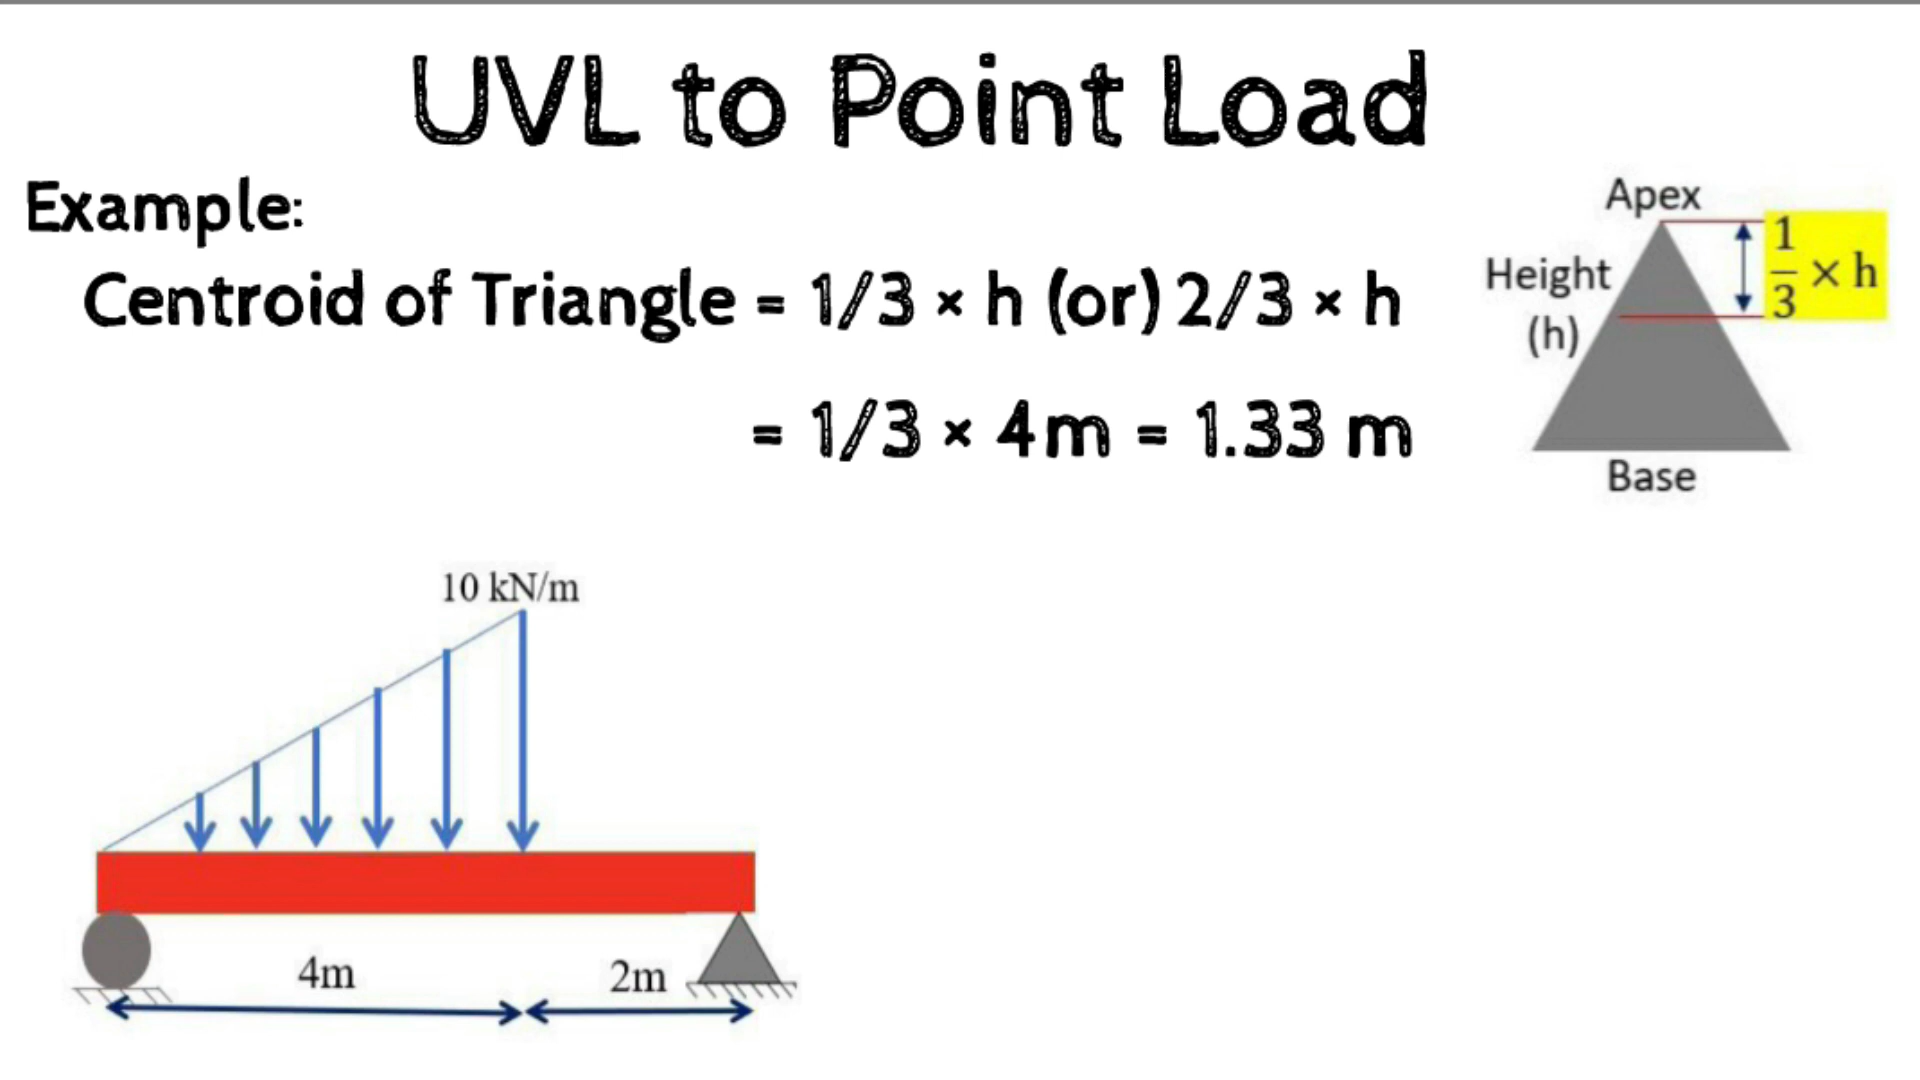 UVL to Point Load
Example:
Centroid of Triangle = 1/3 × h (or) 2/3 × h
= 1/3 × 4m = 1.33 m
Apex
Height
(h)
1/3 × h
Base
10 kN/m
4m
2m